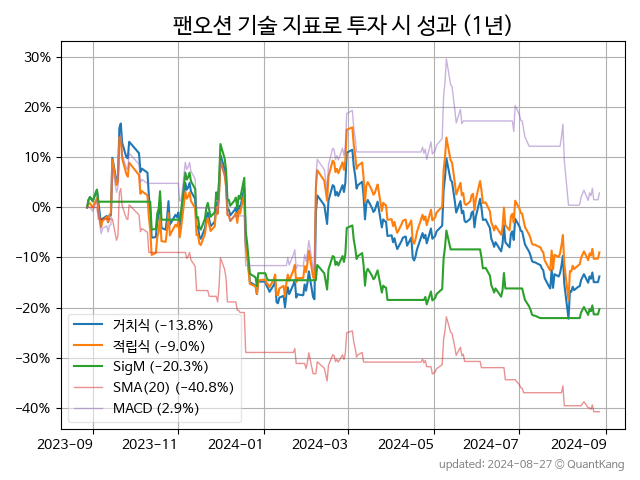 팬오션 기술 지표로 투자 시 성과 (1년)
30%
20%
10%
0%
−10%
−20%
−30%
−40%
거치식 (−13.8%)
적립식 (−9.0%)
SigM (−20.3%)
SMA(20) (−40.8%)
MACD (2.9%)
2023-09
2023-11
2024-01
2024-03
2024-05
2024-07
2024-09
updated: 2024-08-27 © QuantKang